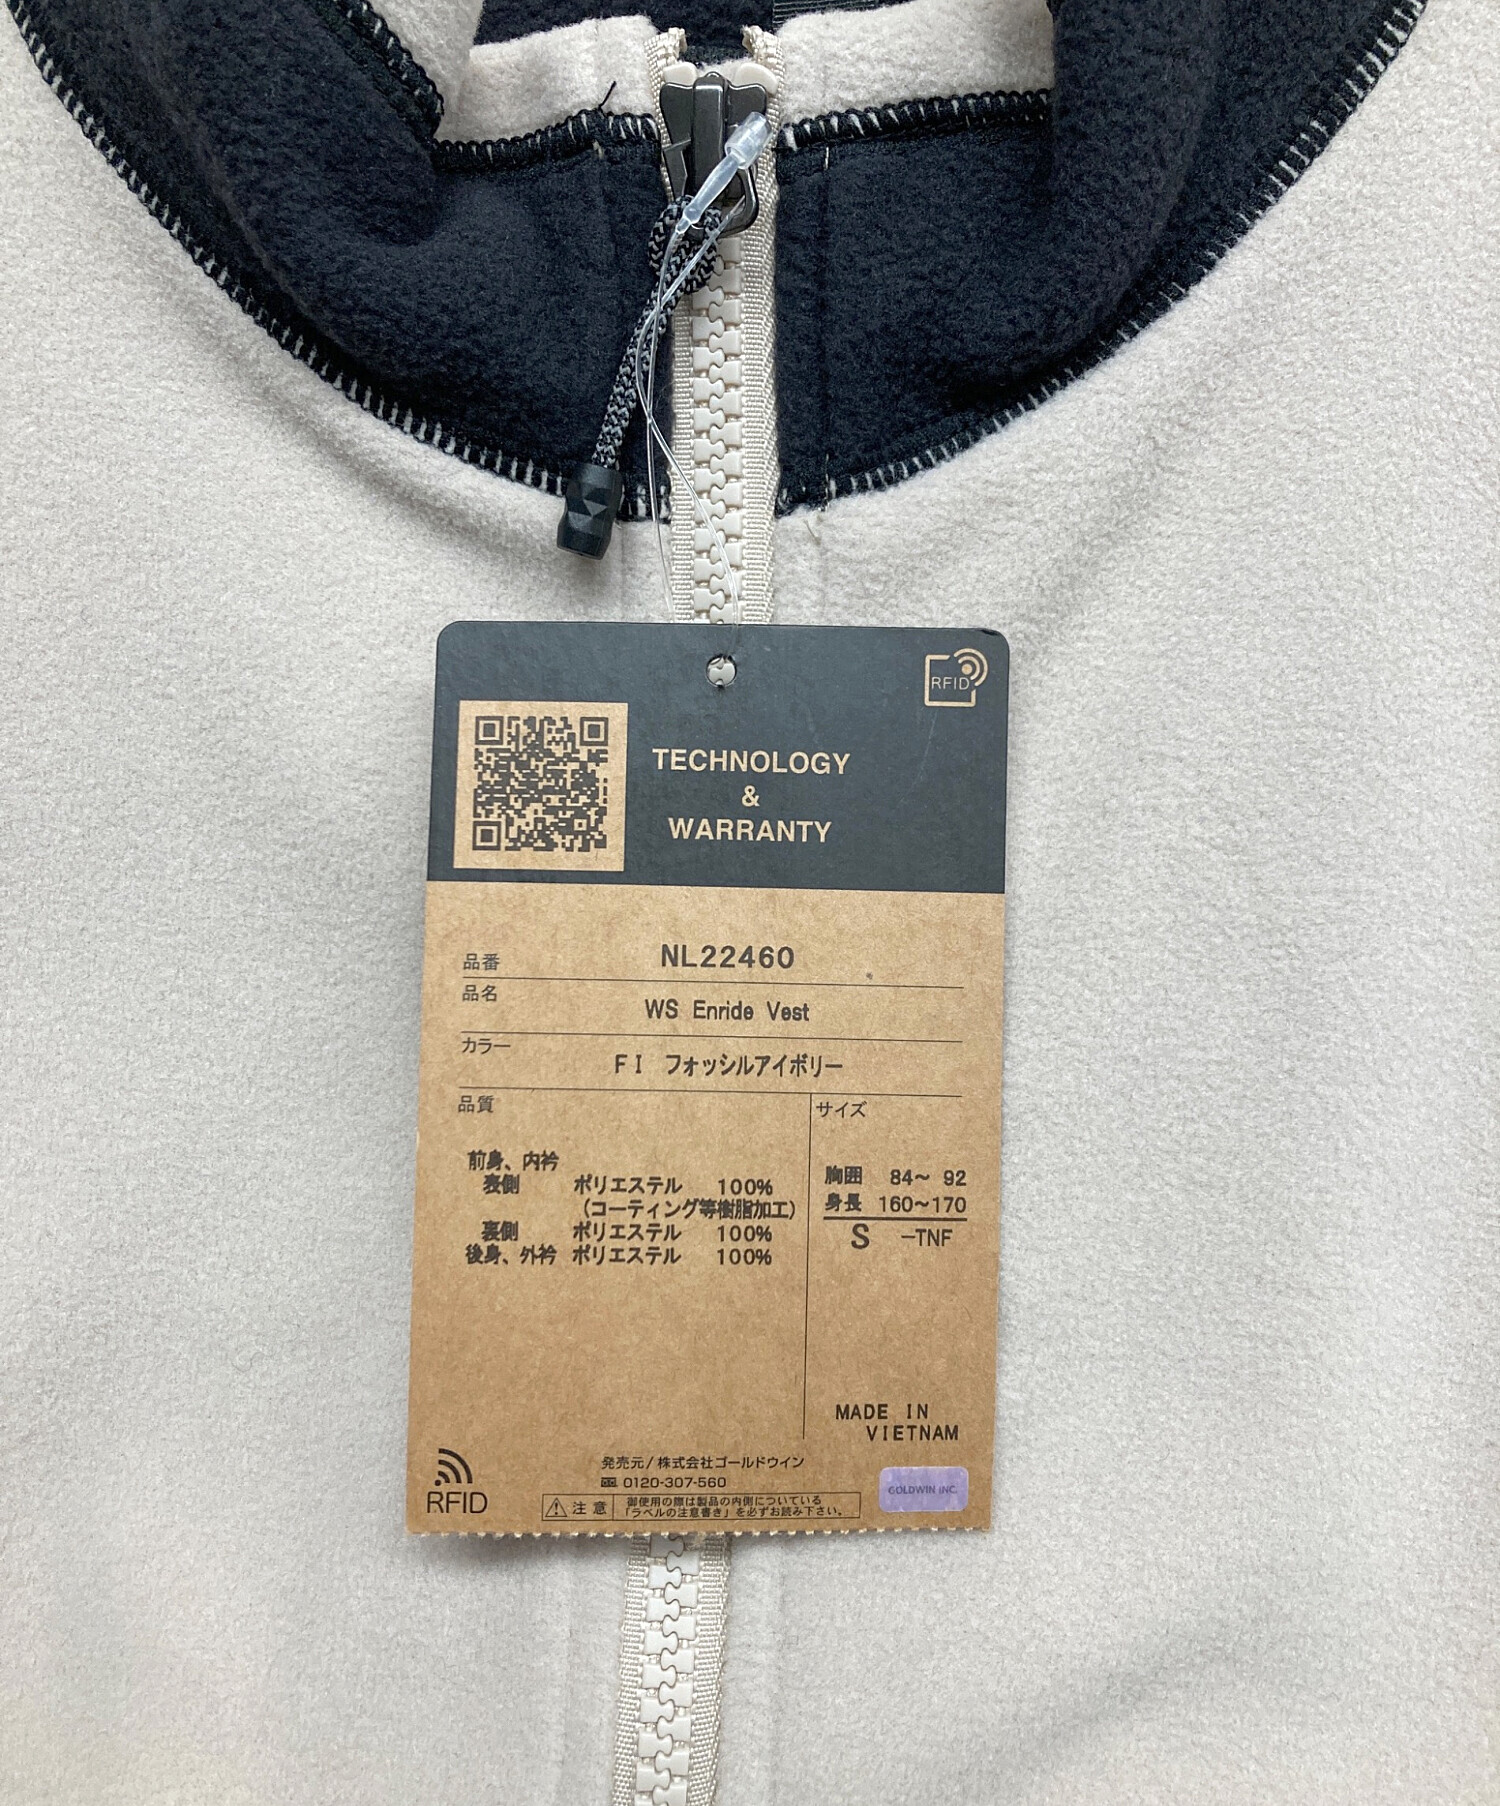 RFID
TECHNOLOGY
&
WARRANTY
品番 NL22460
品名 WS Enride Vest
カラー FI フォッシルアイボリー
品質
前身、内衿
表側 ポリエステル 100%
(コーティング等樹脂加工)
裏側 ポリエステル 100%
後身、外衿 ポリエステル 100%
サイズ
胸囲 84～ 92
身長 160～170
S -TNF
MADE IN
VIETNAM
RFID
発売元/株式会社ゴールドウイン
0120-307-560
注意 御使用の際は製品の内側についている
「ラベルの注意書き」を必ずお読み下さい。
GOLDWIN INC.